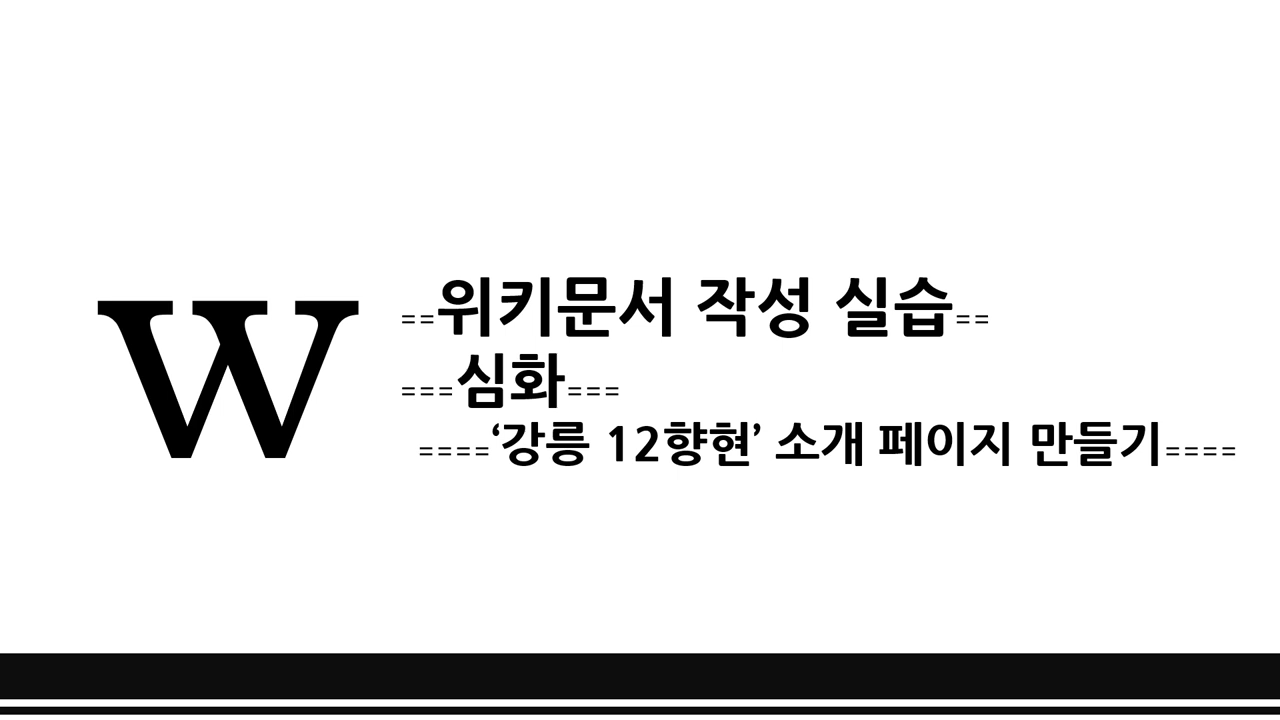 W
==위키문서 작성 실습==
===심화===
====‘강릉 12향현’ 소개 페이지 만들기====